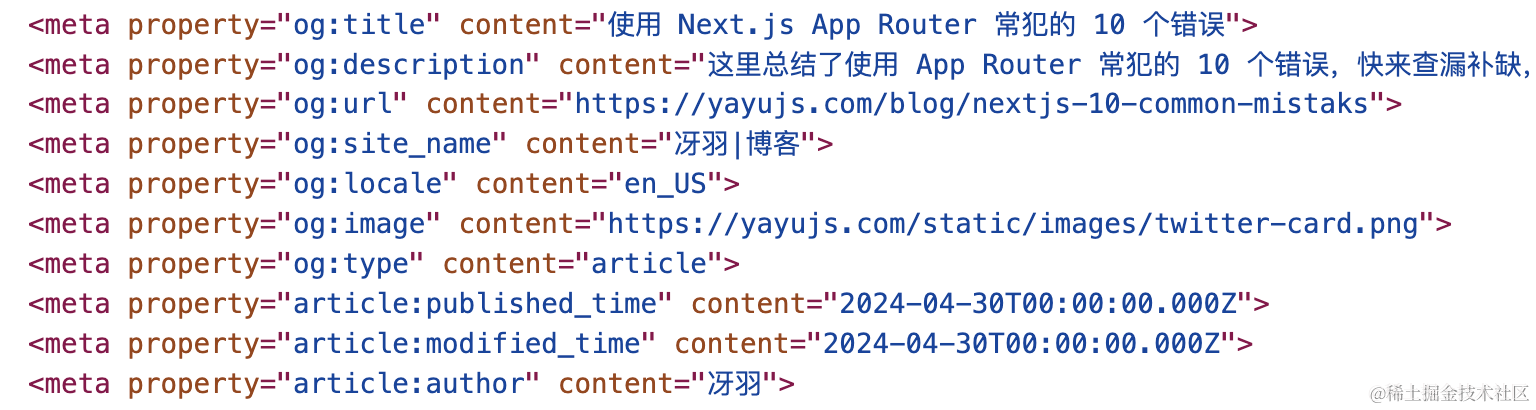 <meta property="og:title" content="使用 Next.js App Router 常犯的 10 个错误">
<meta property="og:description" content="这里总结了使用 App Router 常犯的 10 个错误，快来查漏补缺，
<meta property="og:url" content="https://yayujs.com/blog/nextjs-10-common-mistaks">
<meta property="og:site_name" content="冴羽|博客">
<meta property="og:locale" content="en_US">
<meta property="og:image" content="https://yayujs.com/static/images/twitter-card.png">
<meta property="og:type" content="article">
<meta property="article:published_time" content="2024-04-30T00:00:00.000Z">
<meta property="article:modified_time" content="2024-04-30T00:00:00.000Z">
<meta property="article:author" content="冴羽">
@稀土掘金技术社区